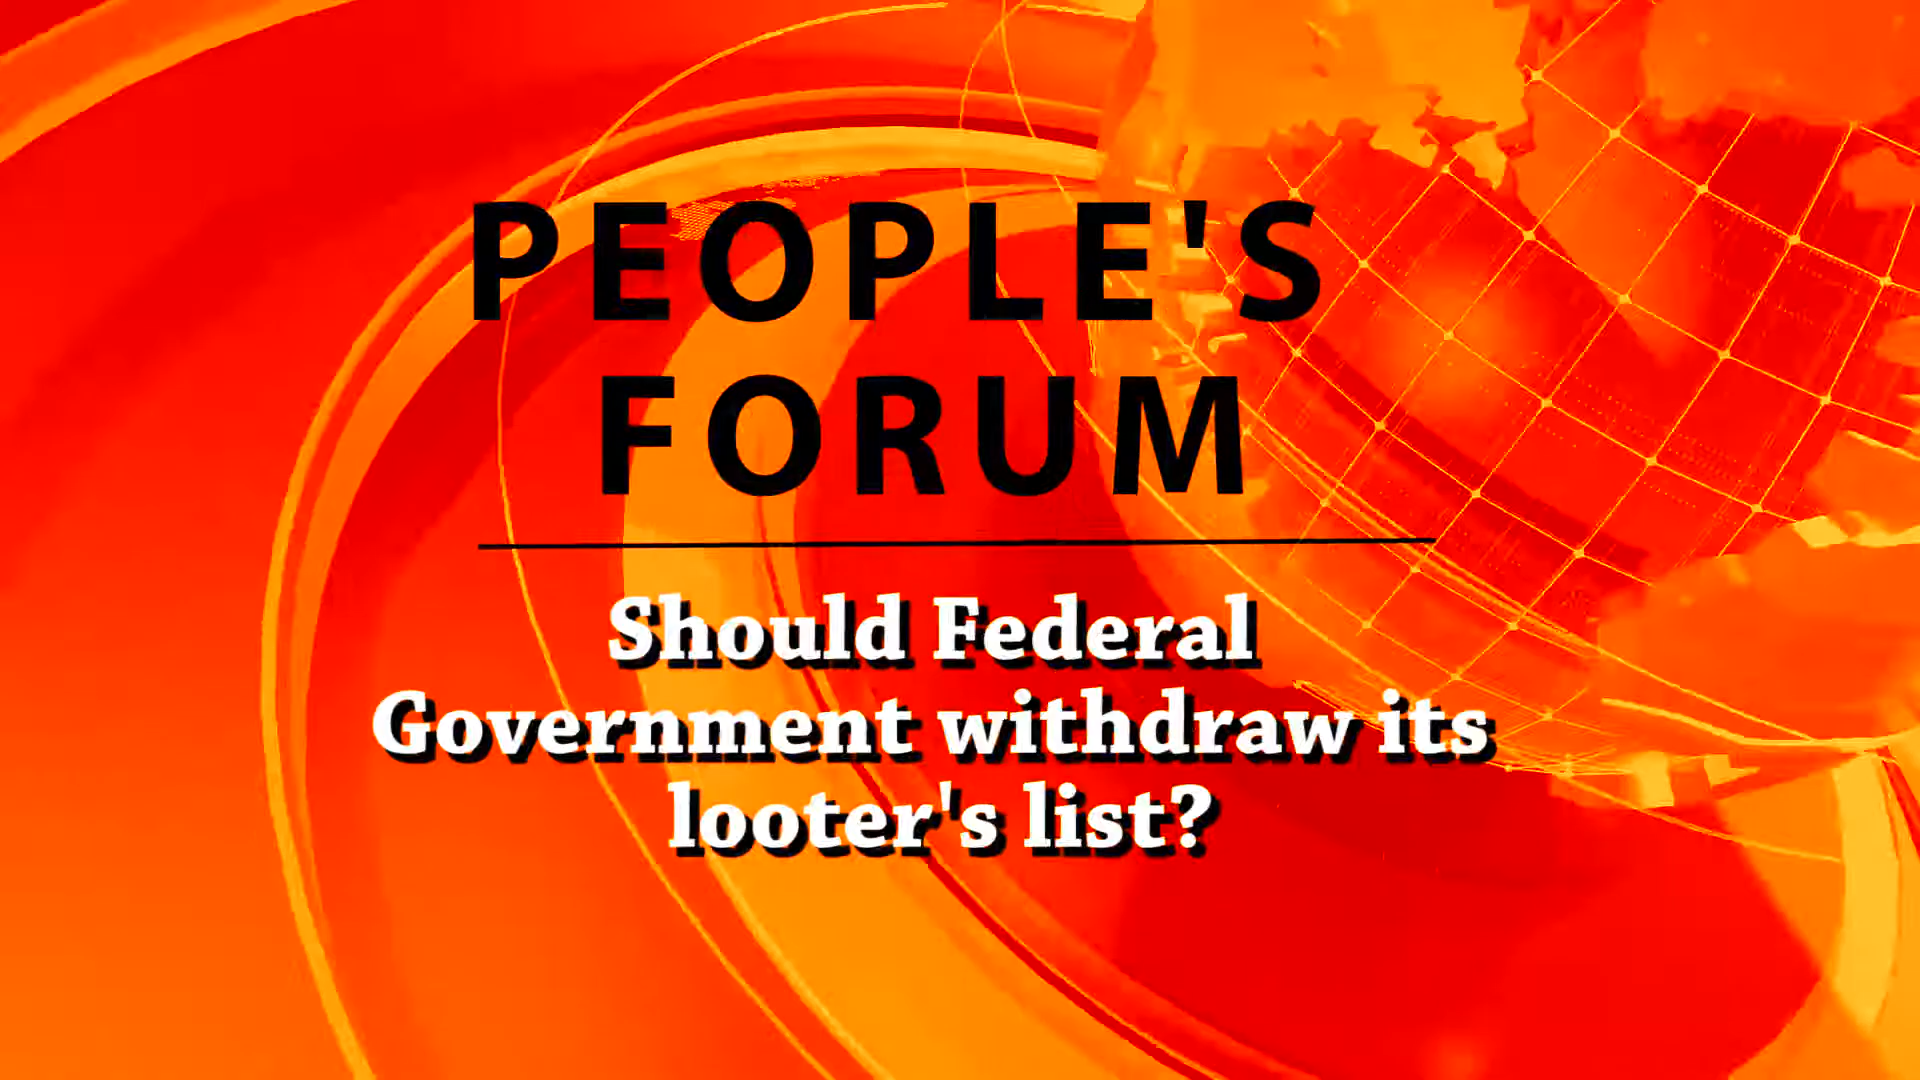 PEOPLE'S
FORUM
Should Federal
Government withdraw its
looter's list?